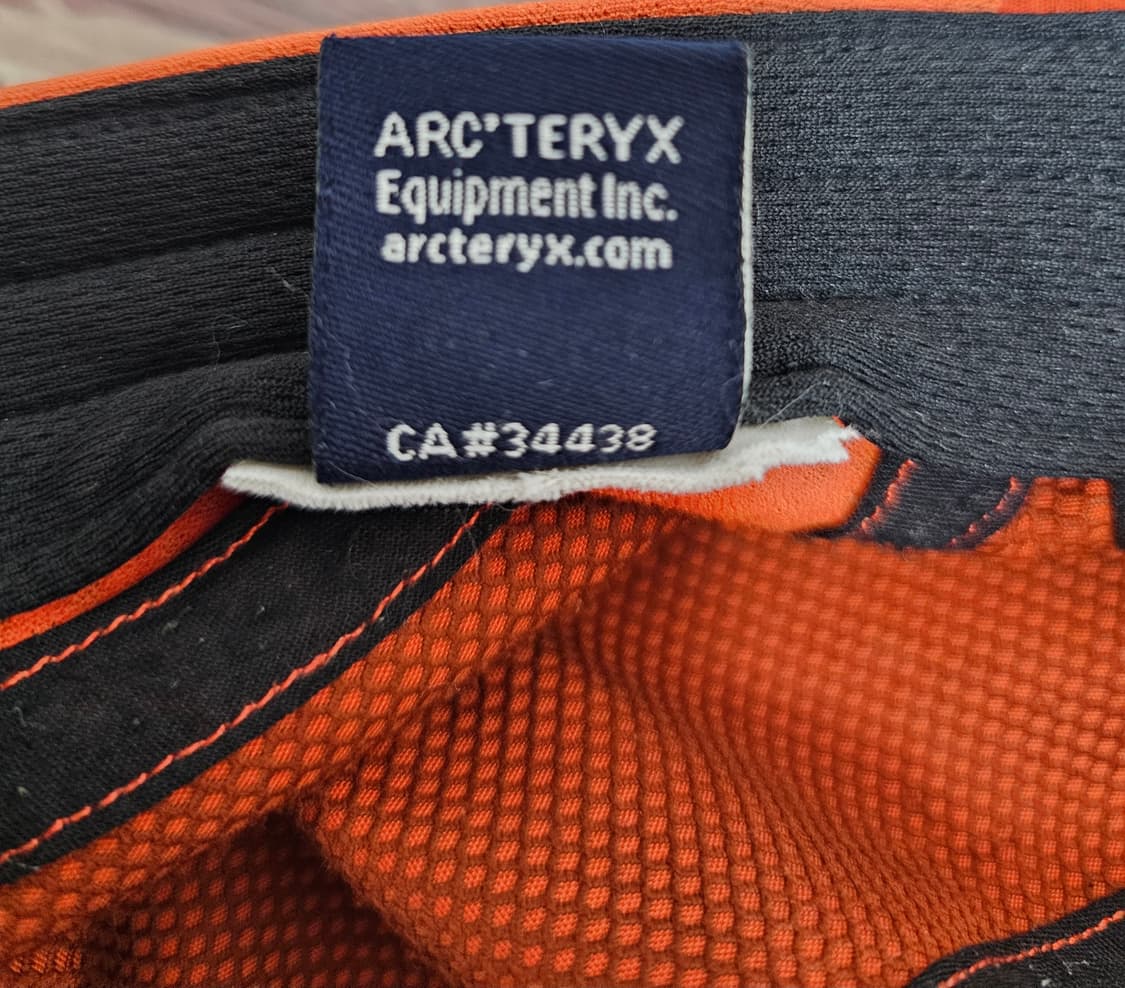 ARC'TERYX
Equipment Inc.
arcteryx.com
CA#34438